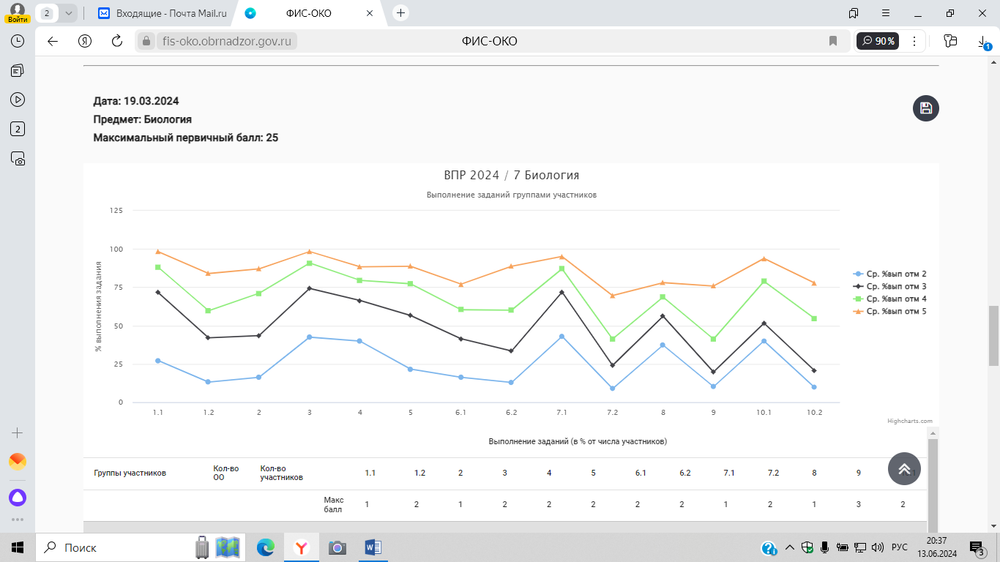 Войти
2
Входящие - Почта Mail.ru
ФИС-ОКО
fis-oko.obrnadzor.gov.ru
ФИС-ОКО
90%
1
2
Дата: 19.03.2024
Предмет: Биология
Максимальный первичный балл: 25
ВПР 2024 / 7 Биология
Выполнение заданий группами участников
% выполнения задания
125
100
75
50
25
0
1.1 1.2 2 3 4 5 6.1 6.2 7.1 7.2 8 9 10.1 10.2
Ср. %вып отм 2
Ср. %вып отм 3
Ср. %вып отм 4
Ср. %вып отм 5
Highcharts.com
Выполнение заданий (в % от числа участников)
Группы участников
Кол-во
ОО
Кол-во
участников
1.1 1.2 2 3 4 5 6.1 6.2 7.1 7.2 8 9
Макс
балл
1 2 1 2 2 2 2 2 1 2 1 3 2
Поиск
РУС
20:37
13.06.2024
3